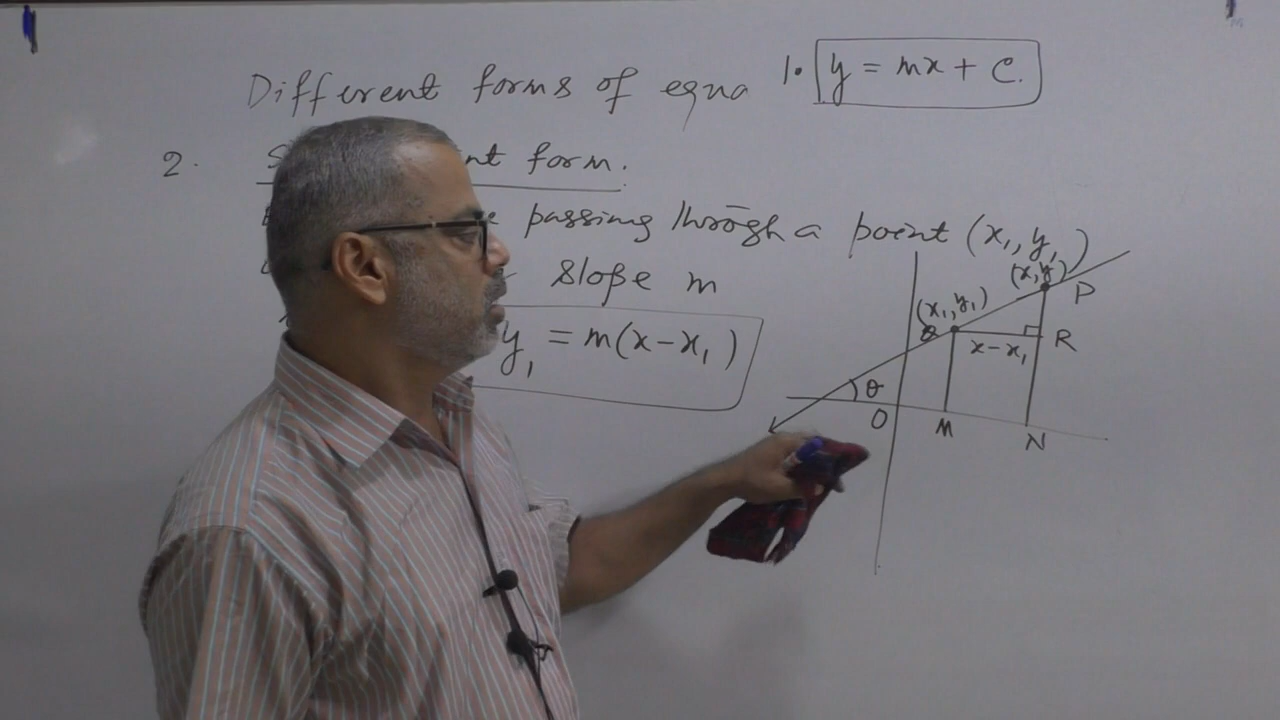 Different forms of equa
1. y = mx + c.
2. form.
passing through a point (x₁, y₁)
slope m
y₁ = m(x-x₁)
(x, y)
P
(x₁, y₁)
Q
R
x-x₁
θ
O
M
N